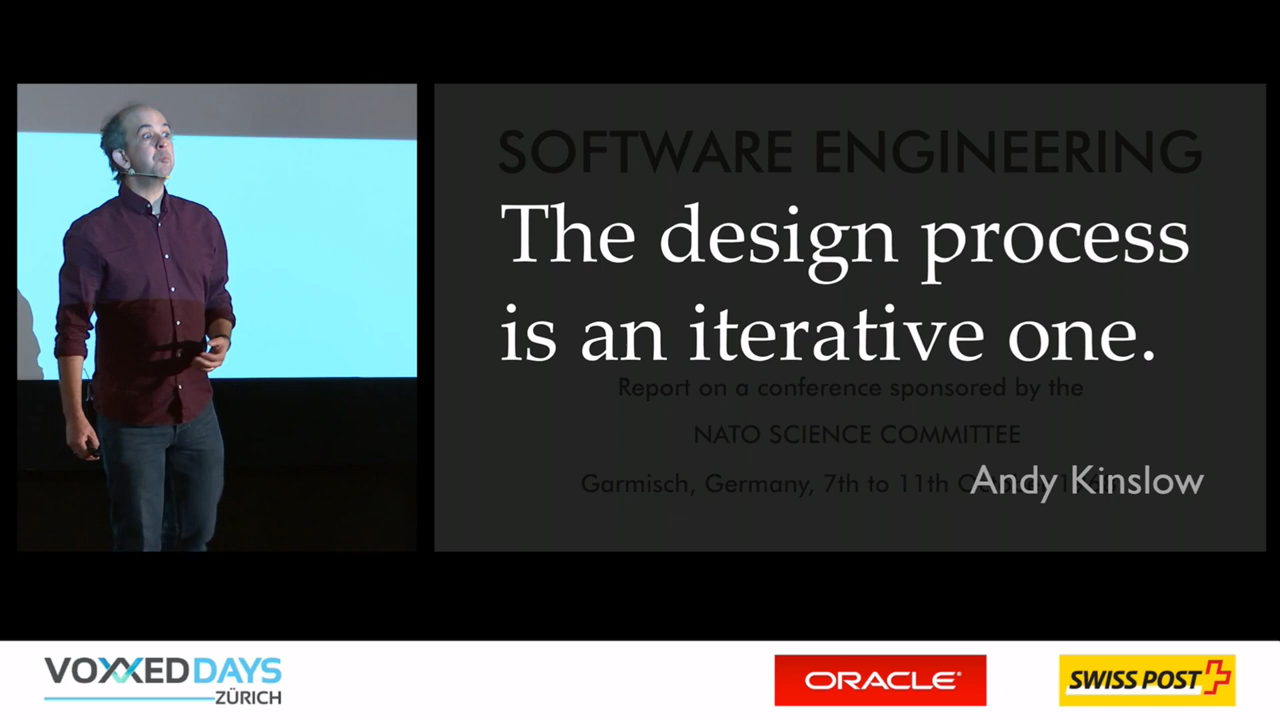 SOFTWARE ENGINEERING
The design process
is an iterative one.
Report on a conference sponsored by the
NATO SCIENCE COMMITTEE
Garmisch, Germany, 7th to 11th
Andy Kinslow
VOXXED DAYS
ZÜRICH
ORACLE®
SWISS POST